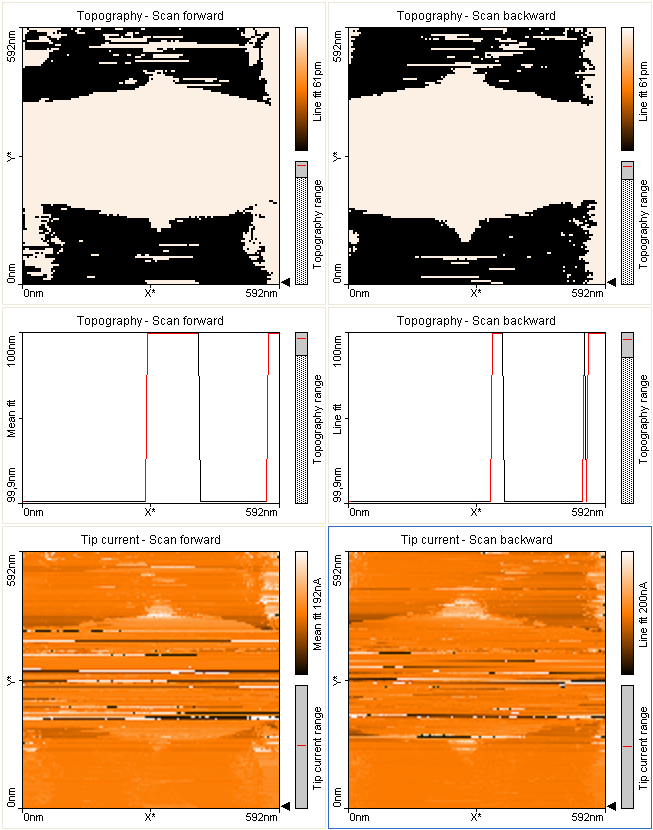 Topography - Scan forward
592nm
Y*
0nm
0nm
X*
592nm
Line fit 61pm
Topography range
Topography - Scan backward
592nm
Y*
0nm
0nm
X*
592nm
Line fit 61pm
Topography range
Topography - Scan forward
100nm
Mean fit
99,9nm
0nm
X*
592nm
Topography range
Topography - Scan backward
100nm
Line fit
99,9nm
0nm
X*
592nm
Topography range
Tip current - Scan forward
592nm
Y*
0nm
0nm
X*
592nm
Mean fit 192nA
Tip current range
Tip current - Scan backward
592nm
Y*
0nm
0nm
X*
592nm
Line fit 200nA
Tip current range